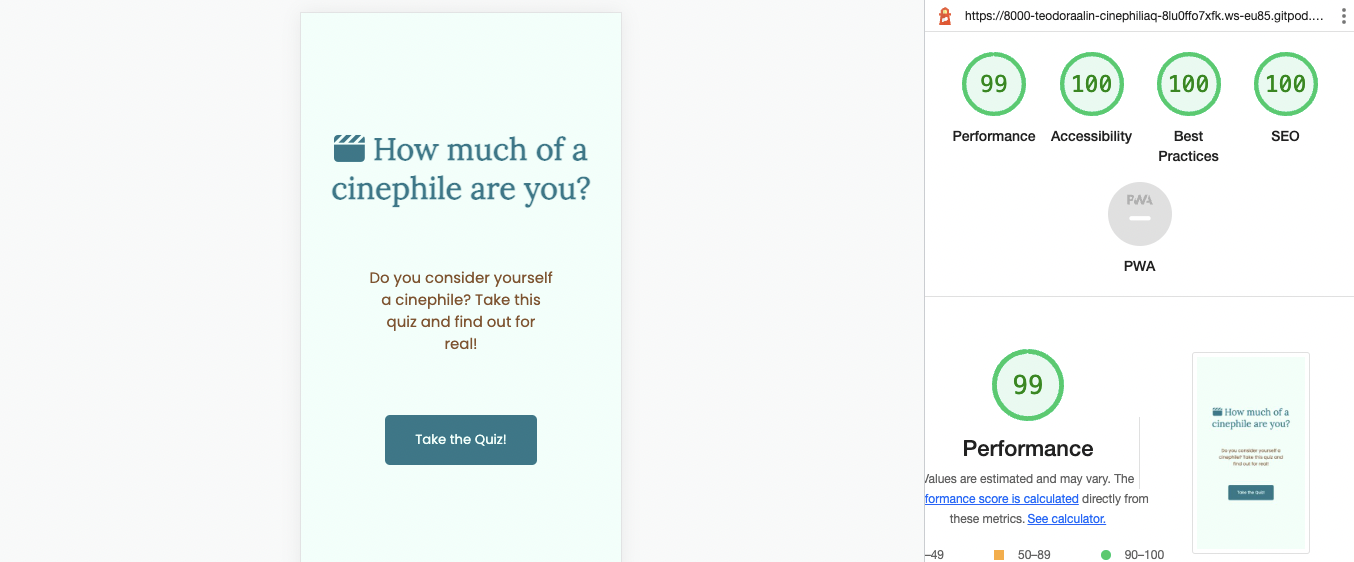 How much of a
cinephile are you?
Do you consider yourself
a cinephile? Take this
quiz and find out for
real!
Take the Quiz!
https://8000-teodoraalin-cinephiliaq-8lu0ffo7xfk.ws-eu85.gitpod....
99
100
100
100
Performance
Accessibility
Best
Practices
SEO
PWA
PWA
99
Performance
Values are estimated and may vary. The
formance score is calculated directly from
these metrics. See calculator.
–49
50–89
90–100
How much of a
cinephile are you?
Do you consider yourself a
cinephile? Take this quiz and
find out for real!
Take the Quiz!